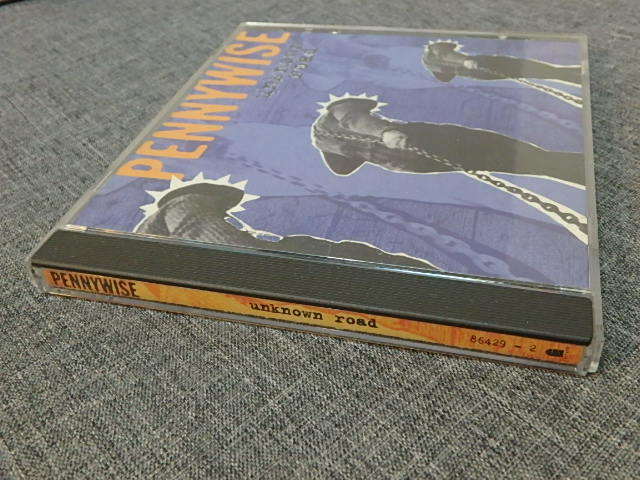 PENNYWISE
PENNYWISE
unknown road
86429 - 2